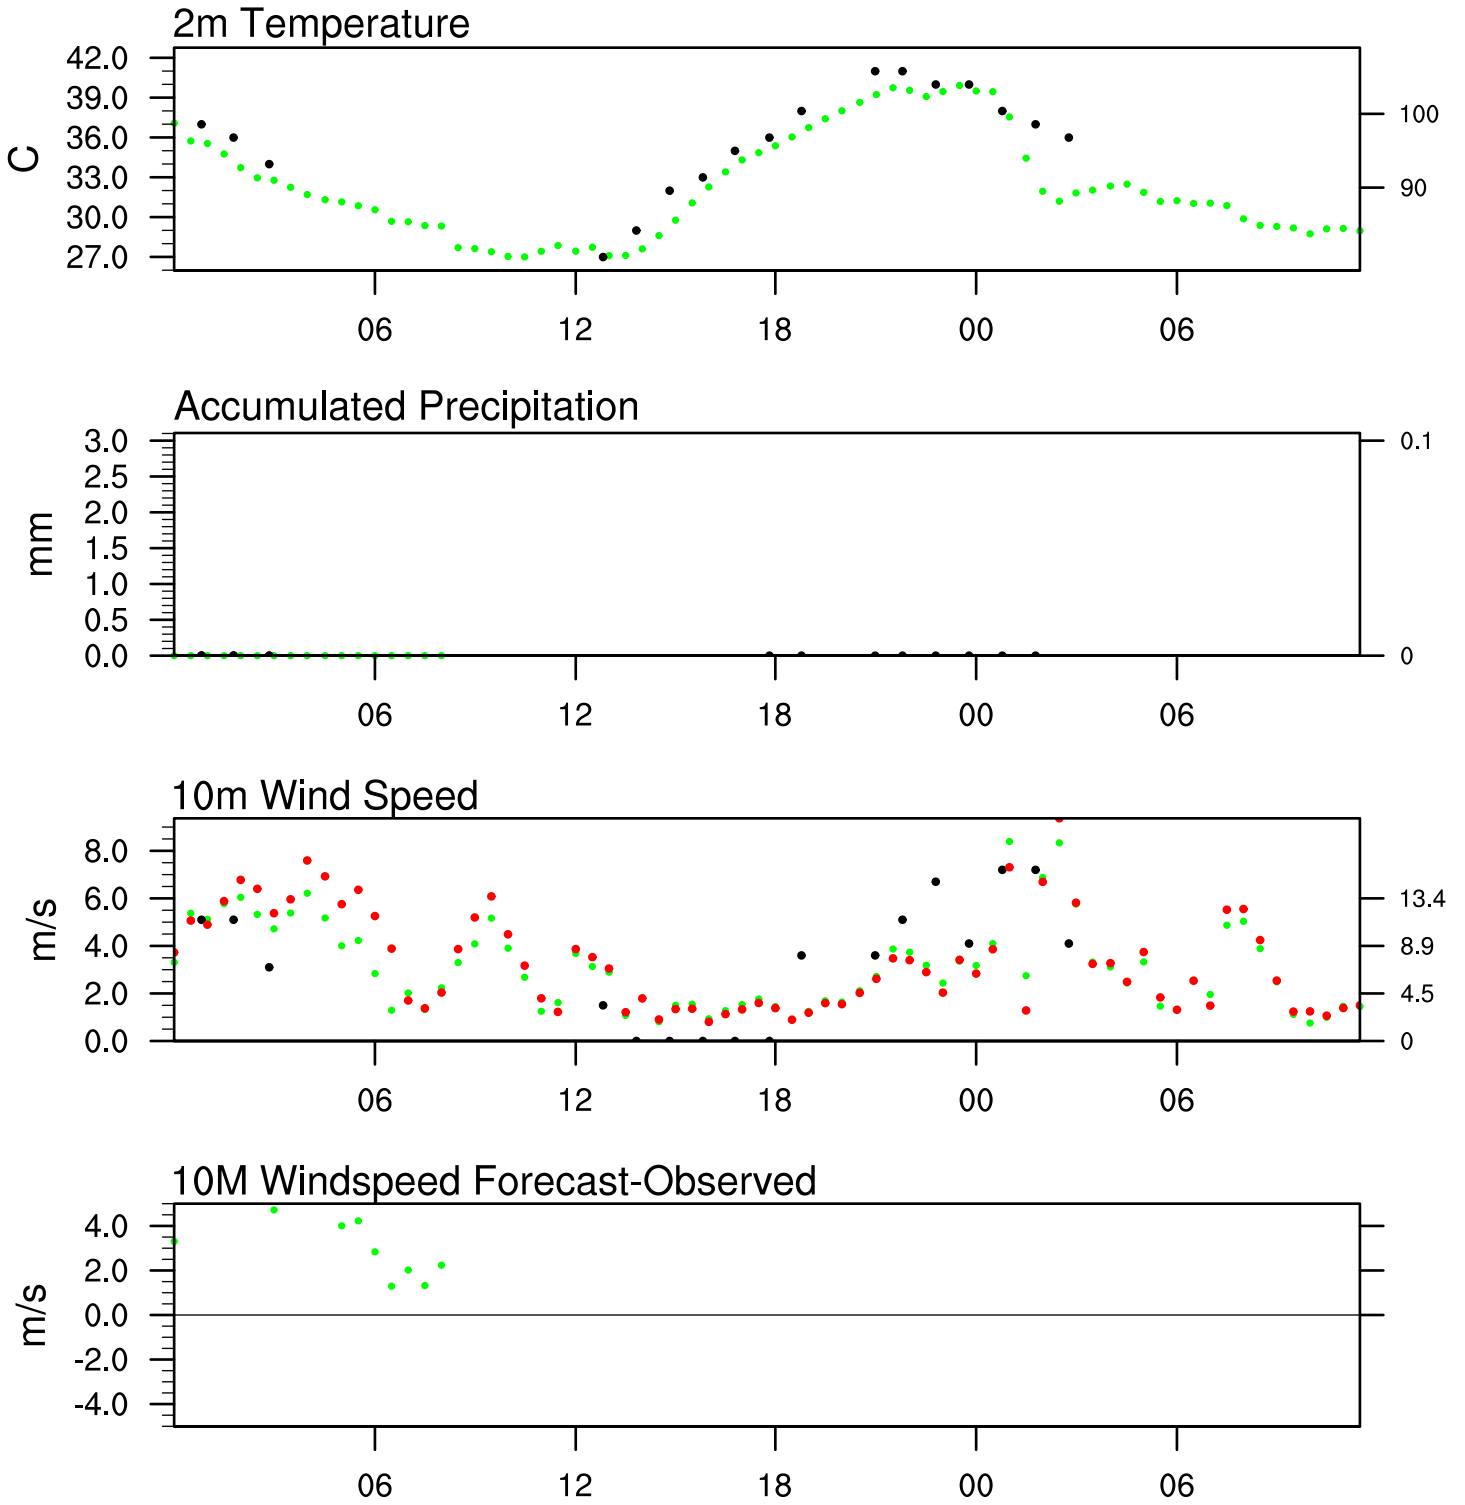 2m Temperature
42.0
39.0
36.0
33.0
30.0
27.0
C
100
90
06 12 18 00 06
Accumulated Precipitation
3.0
2.5
2.0
1.5
1.0
0.5
0.0
mm
0.1
0
06 12 18 00 06
10m Wind Speed
8.0
6.0
4.0
2.0
0.0
m/s
13.4
8.9
4.5
0
06 12 18 00 06
10M Windspeed Forecast-Observed
4.0
2.0
0.0
-2.0
-4.0
m/s
06 12 18 00 06